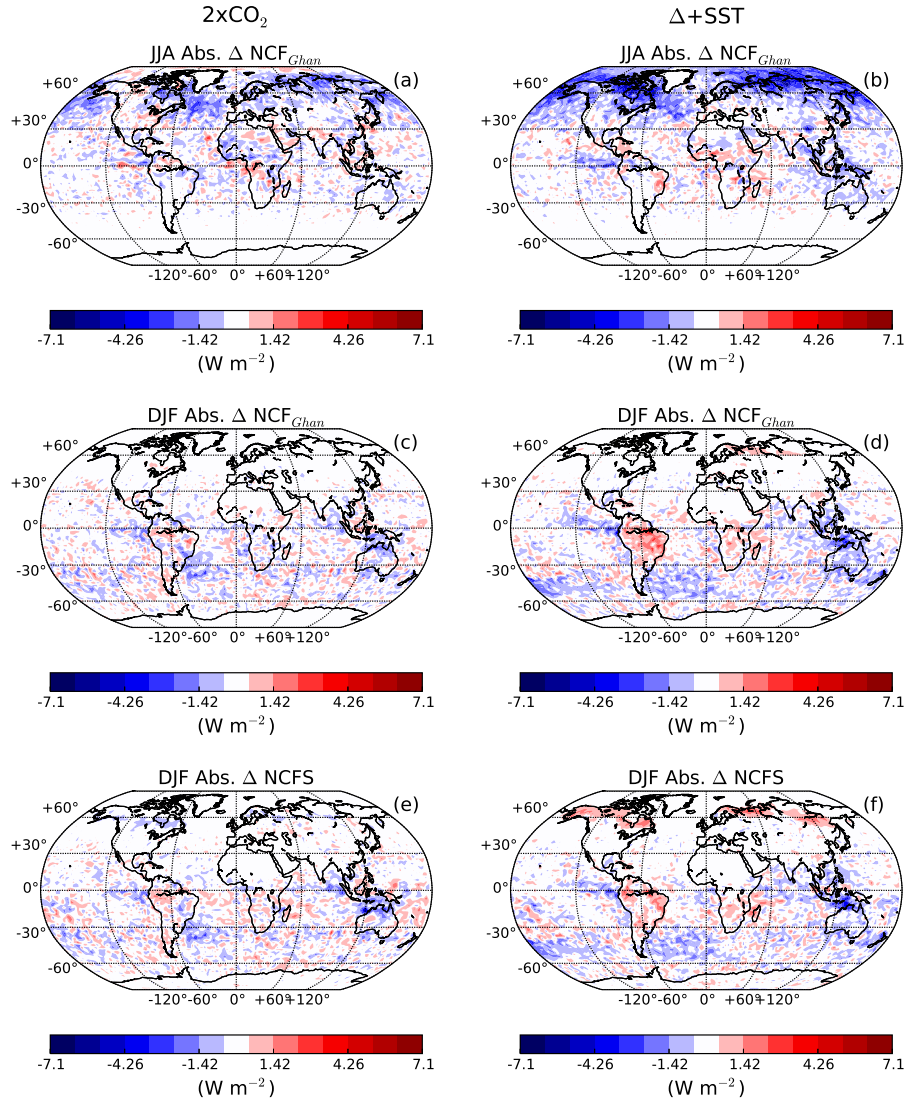 2xCO₂ Δ+SST
JJA Abs. Δ NCF_Ghan (a) JJA Abs. Δ NCF_Ghan (b)
+60° +60°
+30° +30°
0° 0°
-30° -30°
-60° -60°
-120° -60° 0° +60° +120° -120° -60° 0° +60° +120°
-7.1 -4.26 -1.42 1.42 4.26 7.1 -7.1 -4.26 -1.42 1.42 4.26 7.1
(W m⁻²) (W m⁻²)
DJF Abs. Δ NCF_Ghan (c) DJF Abs. Δ NCF_Ghan (d)
+60° +60°
+30° +30°
0° 0°
-30° -30°
-60° -60°
-120° -60° 0° +60° +120° -120° -60° 0° +60° +120°
-7.1 -4.26 -1.42 1.42 4.26 7.1 -7.1 -4.26 -1.42 1.42 4.26 7.1
(W m⁻²) (W m⁻²)
DJF Abs. Δ NCFS (e) DJF Abs. Δ NCFS (f)
+60° +60°
+30° +30°
0° 0°
-30° -30°
-60° -60°
-120° -60° 0° +60° +120° -120° -60° 0° +60° +120°
-7.1 -4.26 -1.42 1.42 4.26 7.1 -7.1 -4.26 -1.42 1.42 4.26 7.1
(W m⁻²) (W m⁻²)